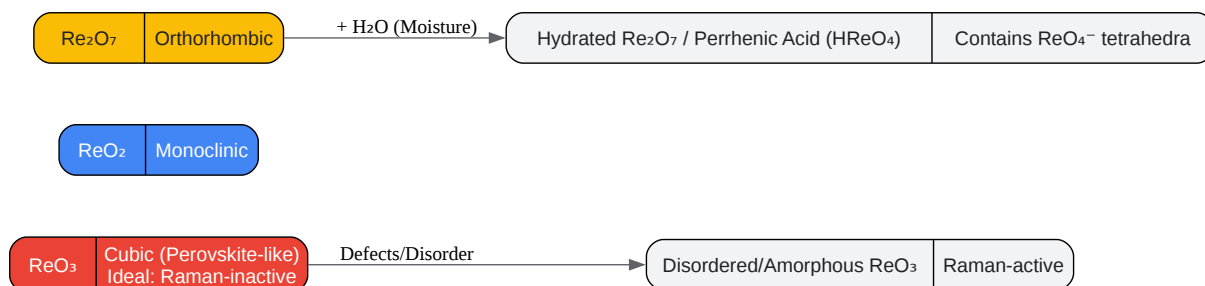 Re₂O₇ Orthorhombic + H₂O (Moisture) Hydrated Re₂O₇ / Perrhenic Acid (HReO₄) Contains ReO₄⁻ tetrahedra
ReO₂ Monoclinic
ReO₃ Cubic (Perovskite-like)
Ideal: Raman-inactive
Defects/Disorder
Disordered/Amorphous ReO₃ Raman-active